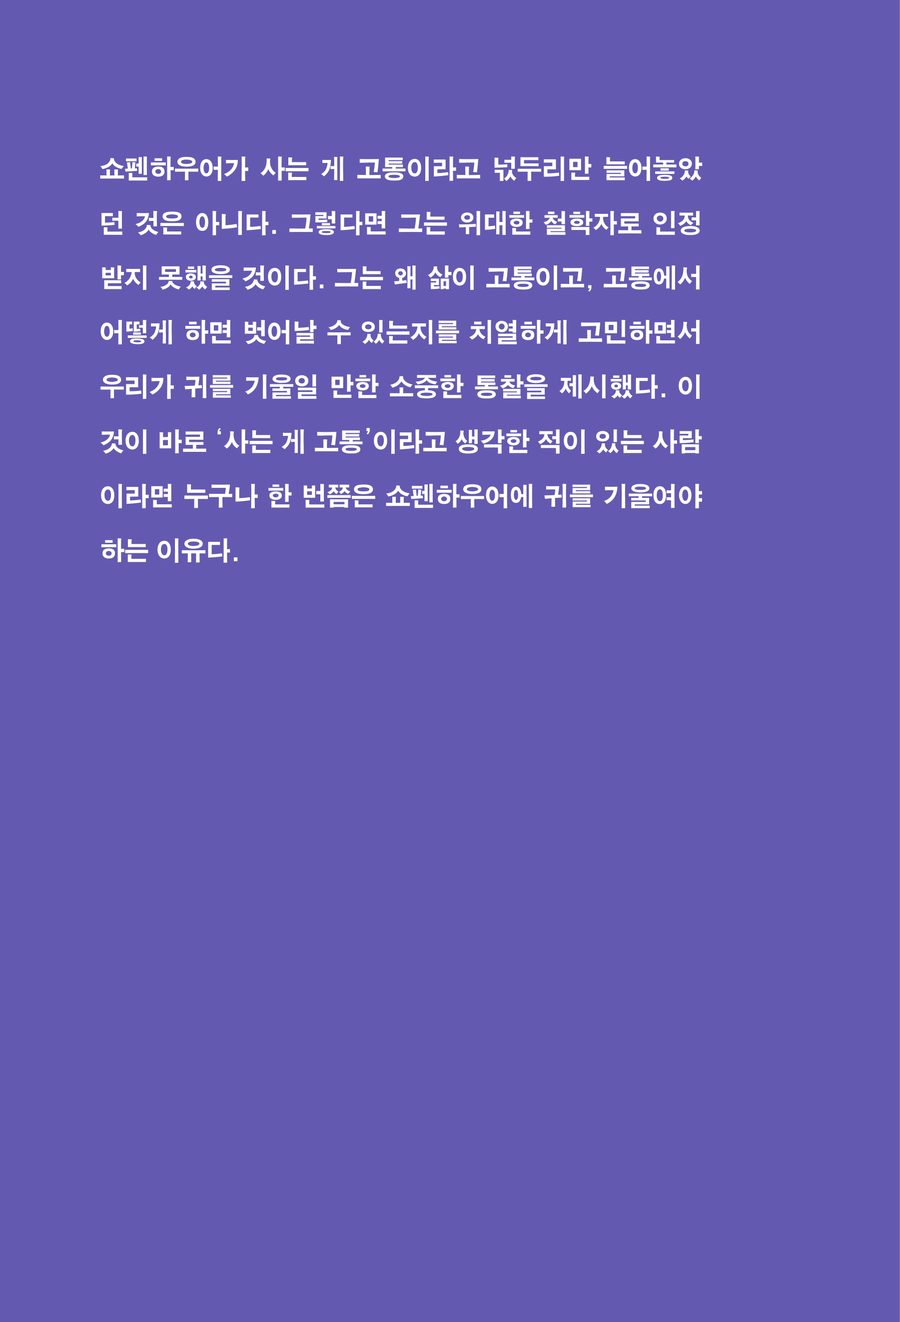 쇼펜하우어가 사는 게 고통이라고 넋두리만 늘어놓았
던 것은 아니다. 그렇다면 그는 위대한 철학자로 인정
받지 못했을 것이다. 그는 왜 삶이 고통이고, 고통에서
어떻게 하면 벗어날 수 있는지를 치열하게 고민하면서
우리가 귀를 기울일 만한 소중한 통찰을 제시했다. 이
것이 바로 ‘사는 게 고통’이라고 생각한 적이 있는 사람
이라면 누구나 한 번쯤은 쇼펜하우어에 귀를 기울여야
하는 이유다.